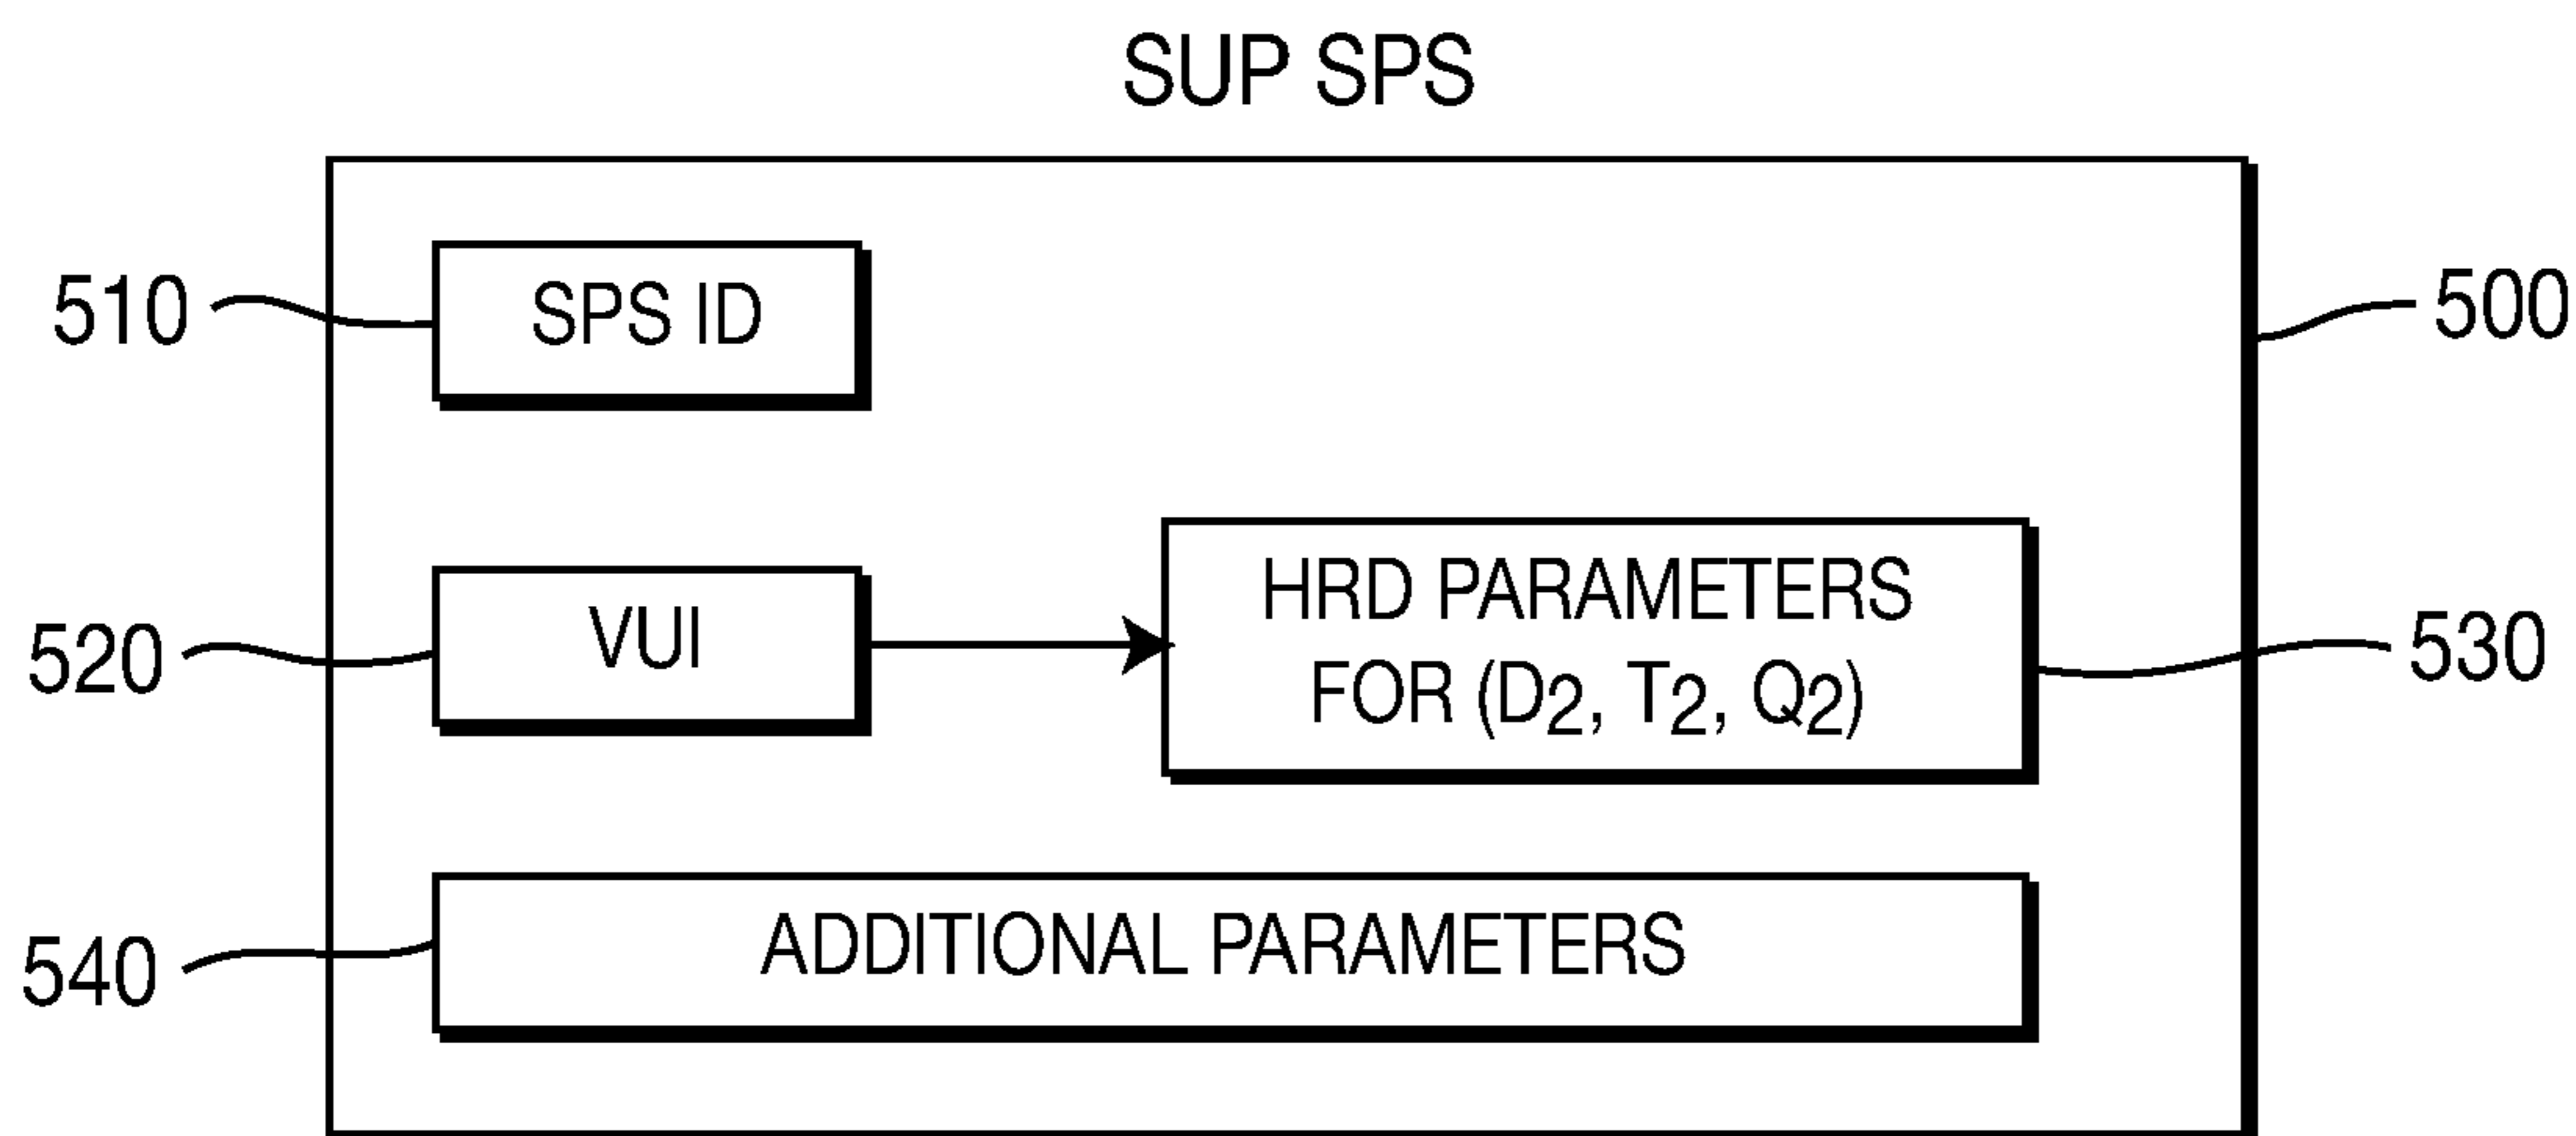 SUP SPS
510
SPS ID
500
520
VUI
HRD PARAMETERS
FOR (D2, T2, Q2)
530
540
ADDITIONAL PARAMETERS